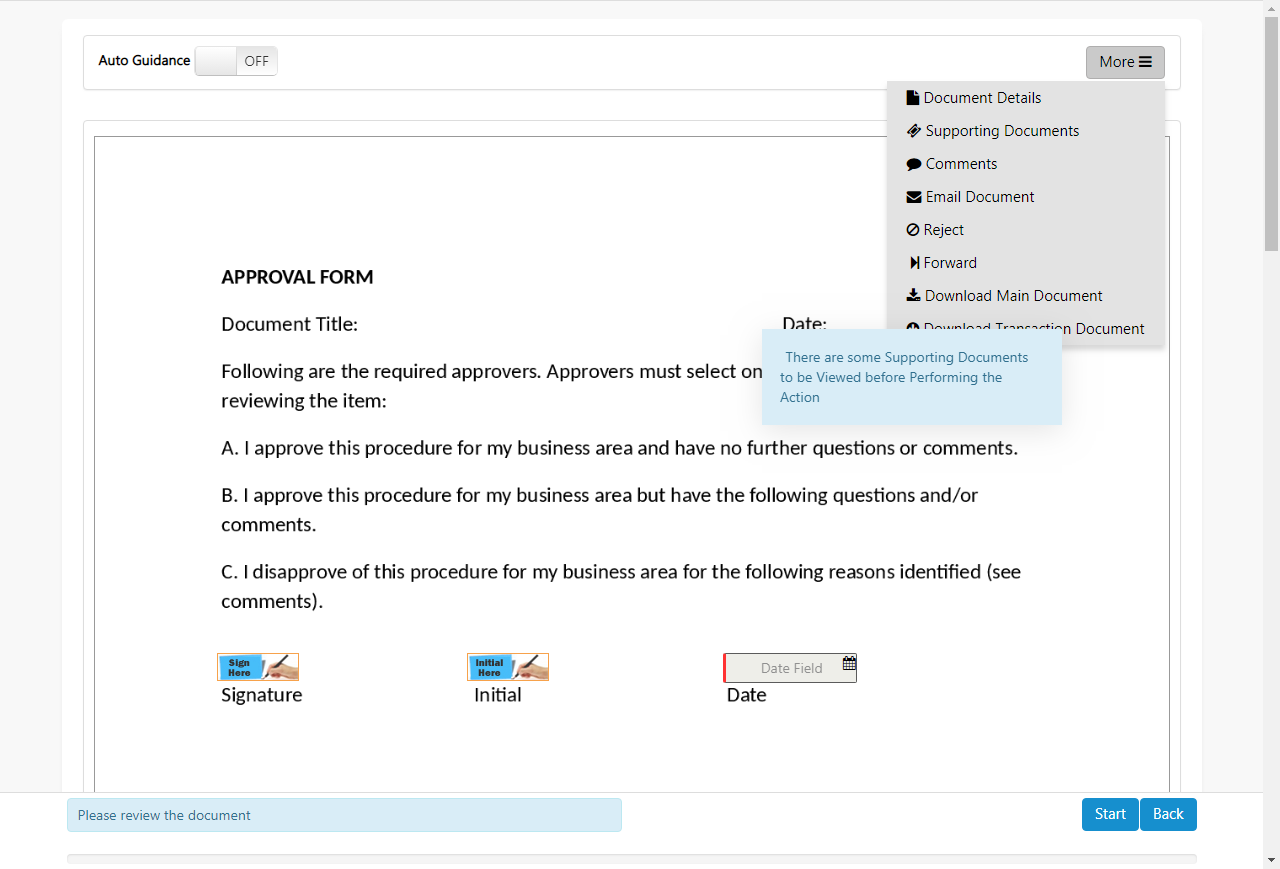 Auto Guidance OFF
More
Document Details
Supporting Documents
Comments
Email Document
Reject
Forward
Download Main Document
Download Transaction Document
APPROVAL FORM
Document Title: Date:
There are some Supporting Documents
to be Viewed before Performing the
Action
Following are the required approvers. Approvers must select
reviewing the item:
A. I approve this procedure for my business area and have no further questions or comments.
B. I approve this procedure for my business area but have the following questions and/or
comments.
C. I disapprove of this procedure for my business area for the following reasons identified (see
comments).
Sign
Here
Initial
Here
Date Field
Signature Initial Date
Please review the document
Start Back